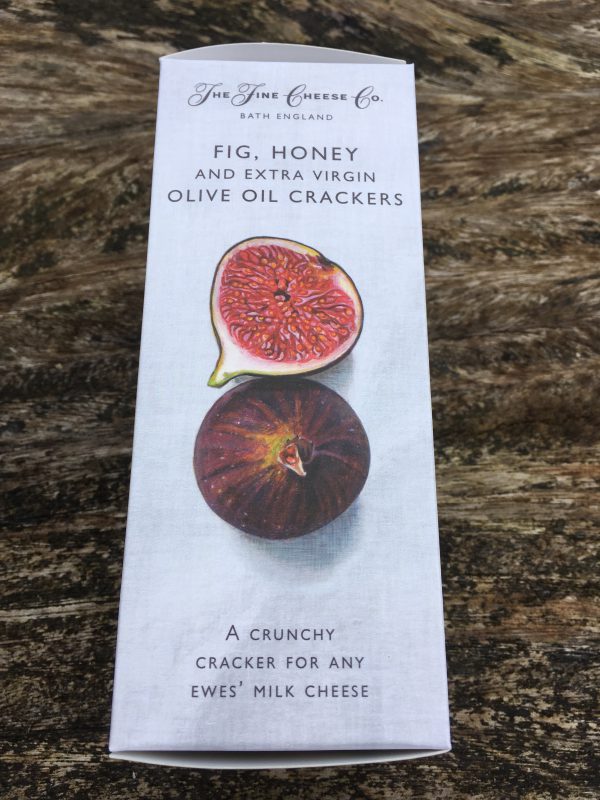 The Fine Cheese Co.
BATH ENGLAND
FIG, HONEY
AND EXTRA VIRGIN
OLIVE OIL CRACKERS
A CRUNCHY
CRACKER FOR ANY
EWES' MILK CHEESE